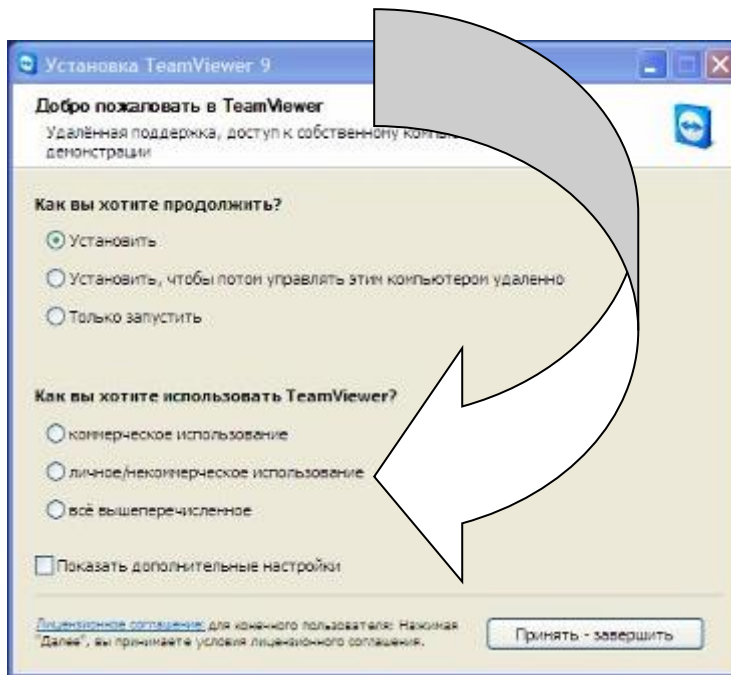 Установка TeamViewer 9
Добро пожаловать в TeamViewer
Удалённая поддержка, доступ к собственному
демонстрации
Как вы хотите продолжить?
Установить
Установить, чтобы потом управлять этим компьютером удаленно
Только запустить
Как вы хотите использовать TeamViewer?
коммерческое использование
личное/некоммерческое использование
всё вышеперечисленное
Показать дополнительные настройки
Лицензионное соглашение: для конечного пользователя: Нажимая
"Далее", вы принимаете условия лицензионного соглашения.
Принять - завершить